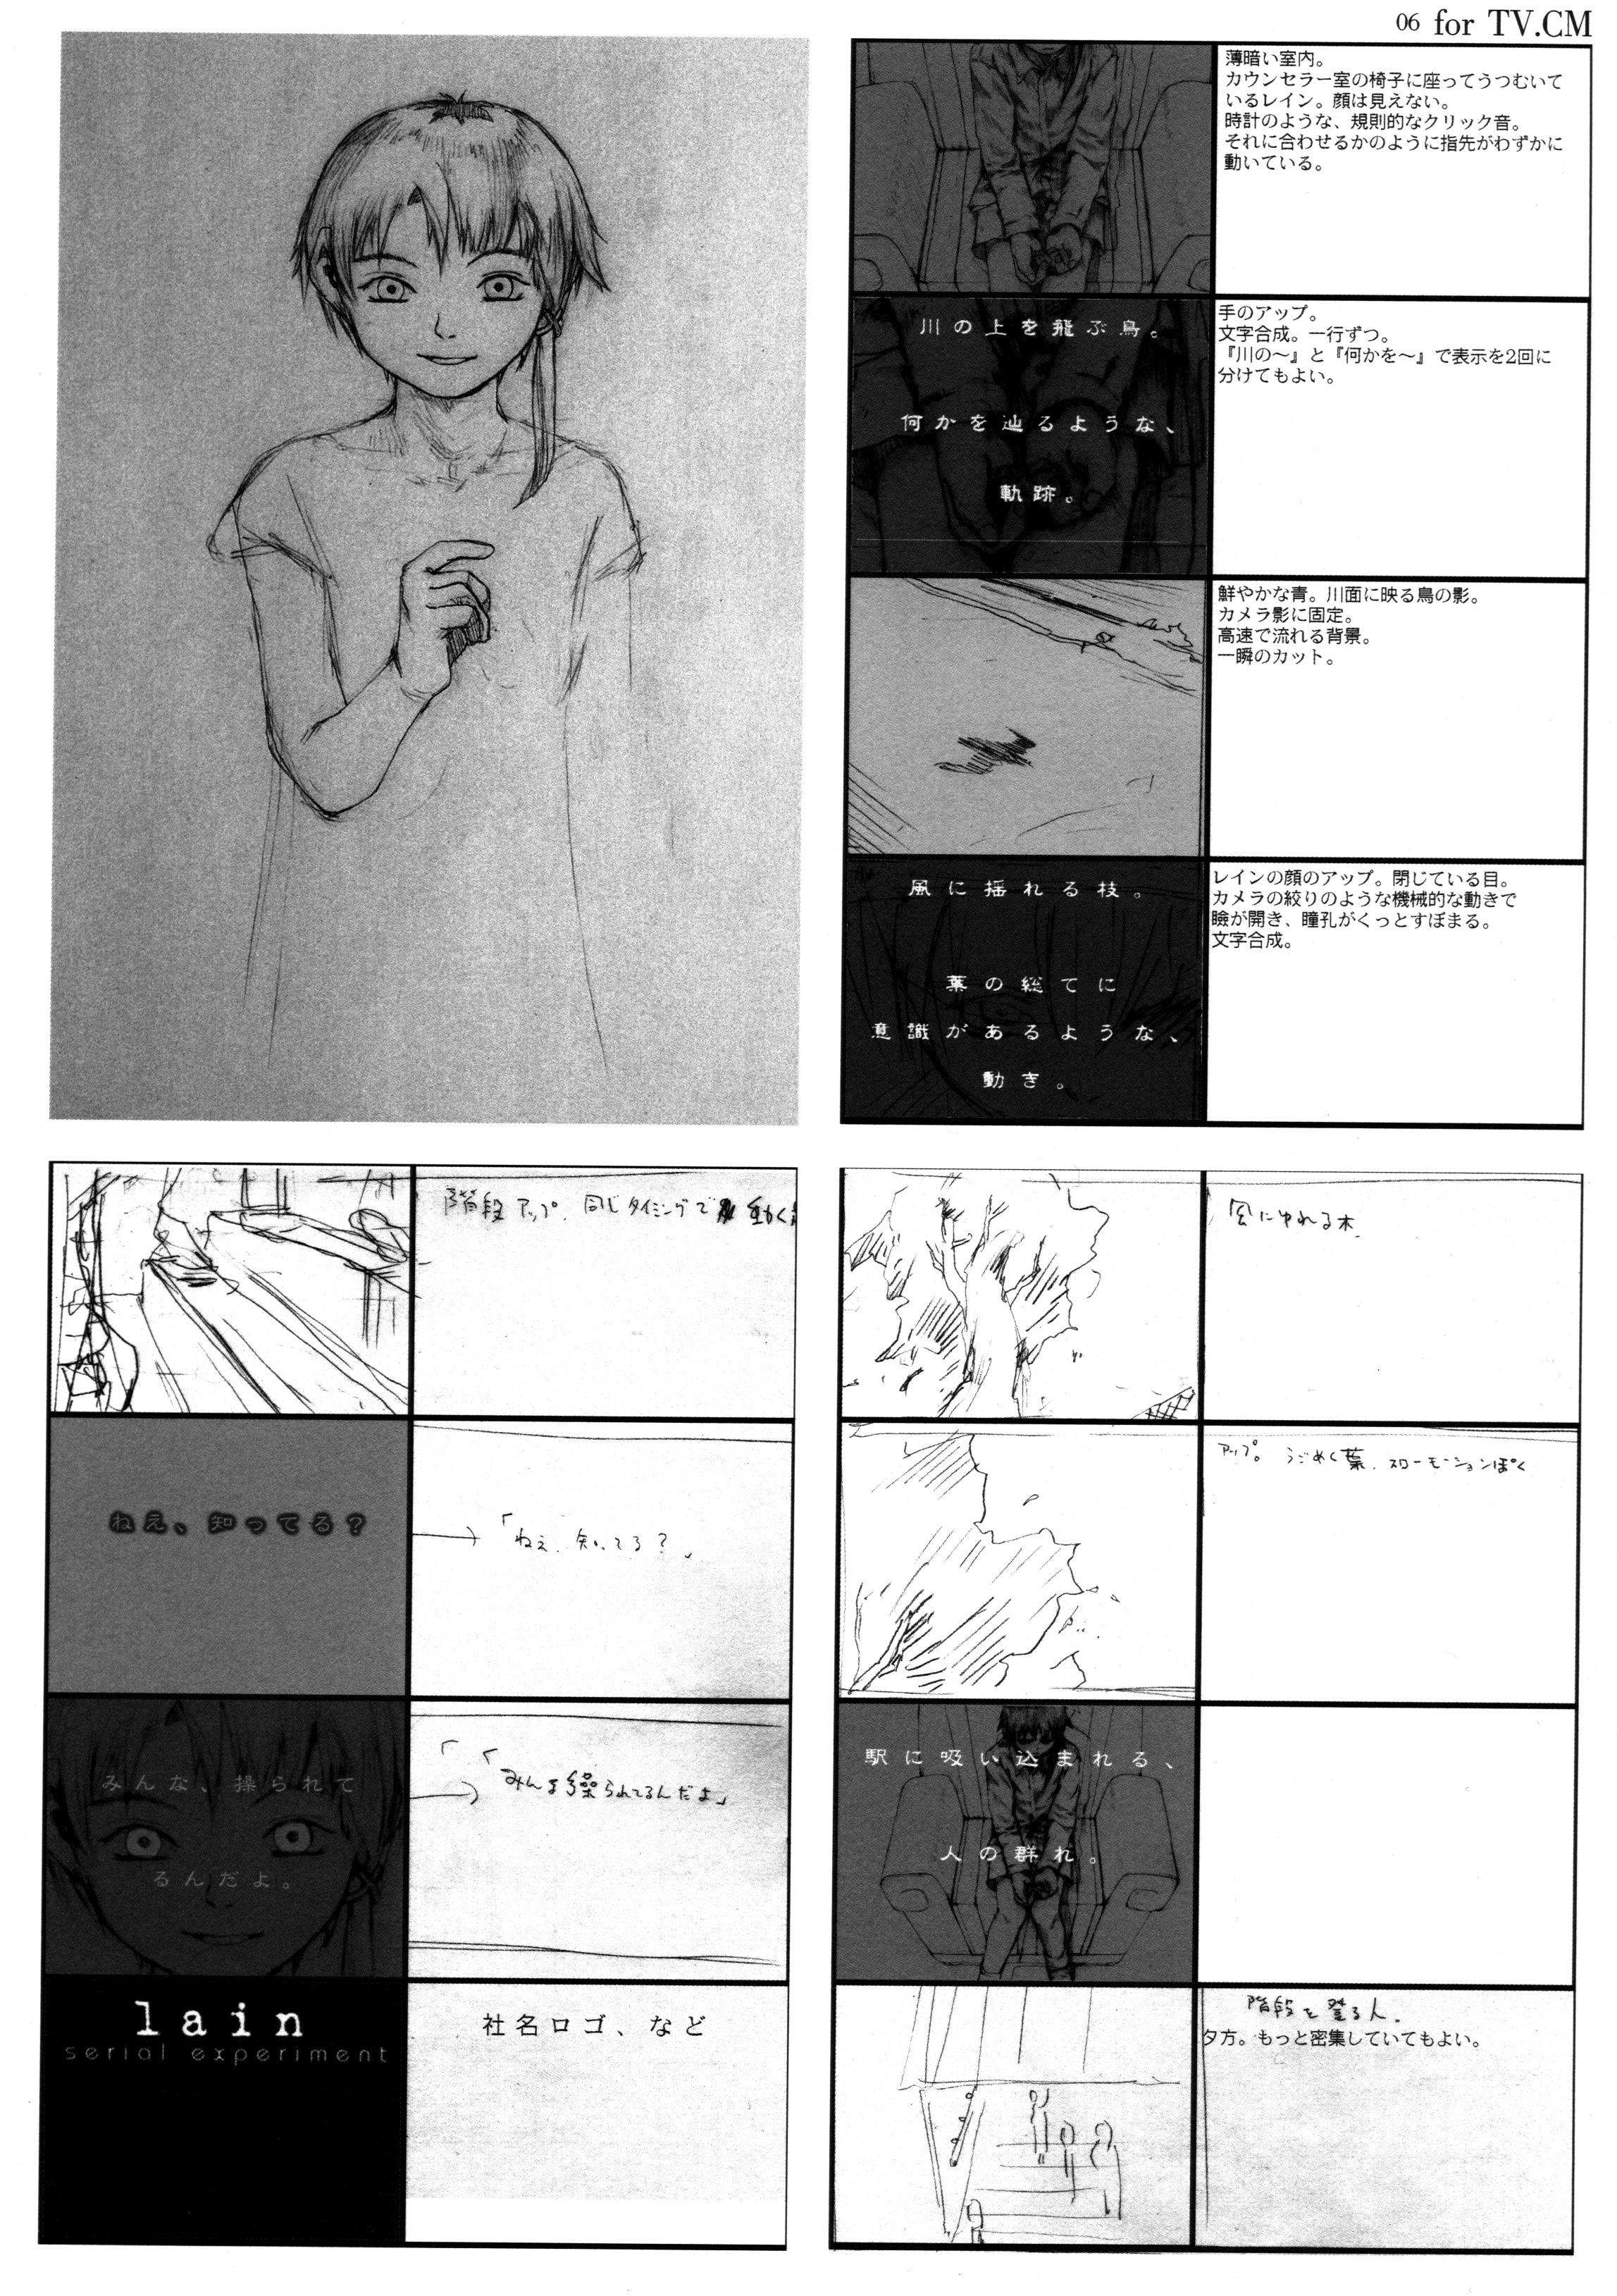 06 for TV.CM
薄暗い室内。
カウンセラー室の椅子に座ってうつむいて
いるレイン。顔は見えない。
時計のような、規則的なクリック音。
それに合わせるかのように指先がわずかに
動いている。
川の上を飛ぶ鳥。
何かを辿るような、
軌跡。
手のアップ。
文字合成。一行ずつ。
『川の〜』と『何かを〜』で表示を2回に
分けてもよい。
鮮やかな青。川面に映る鳥の影。
カメラ影に固定。
高速で流れる背景。
一瞬のカット。
風に揺れる枝。
葉の総てに
意識があるような、
動き。
レインの顔のアップ。閉じている目。
カメラの絞りのような機械的な動きで
瞼が開き、瞳孔がくっとすぼまる。
文字合成。
風にゆれる木.
アップ。うごめく葉.スローモーションぽく
駅に吸い込まれる、
人の群れ。
階段を登る人.
夕方。もっと密集していてもよい。
階段アップ.同じタイミングで動く
ねえ、知ってる?
「ねえ.知ってる?」
みんな、操られて
るんだよ。
「みんな操られてるんだよ」
lain
serial experiment
社名ロゴ、など